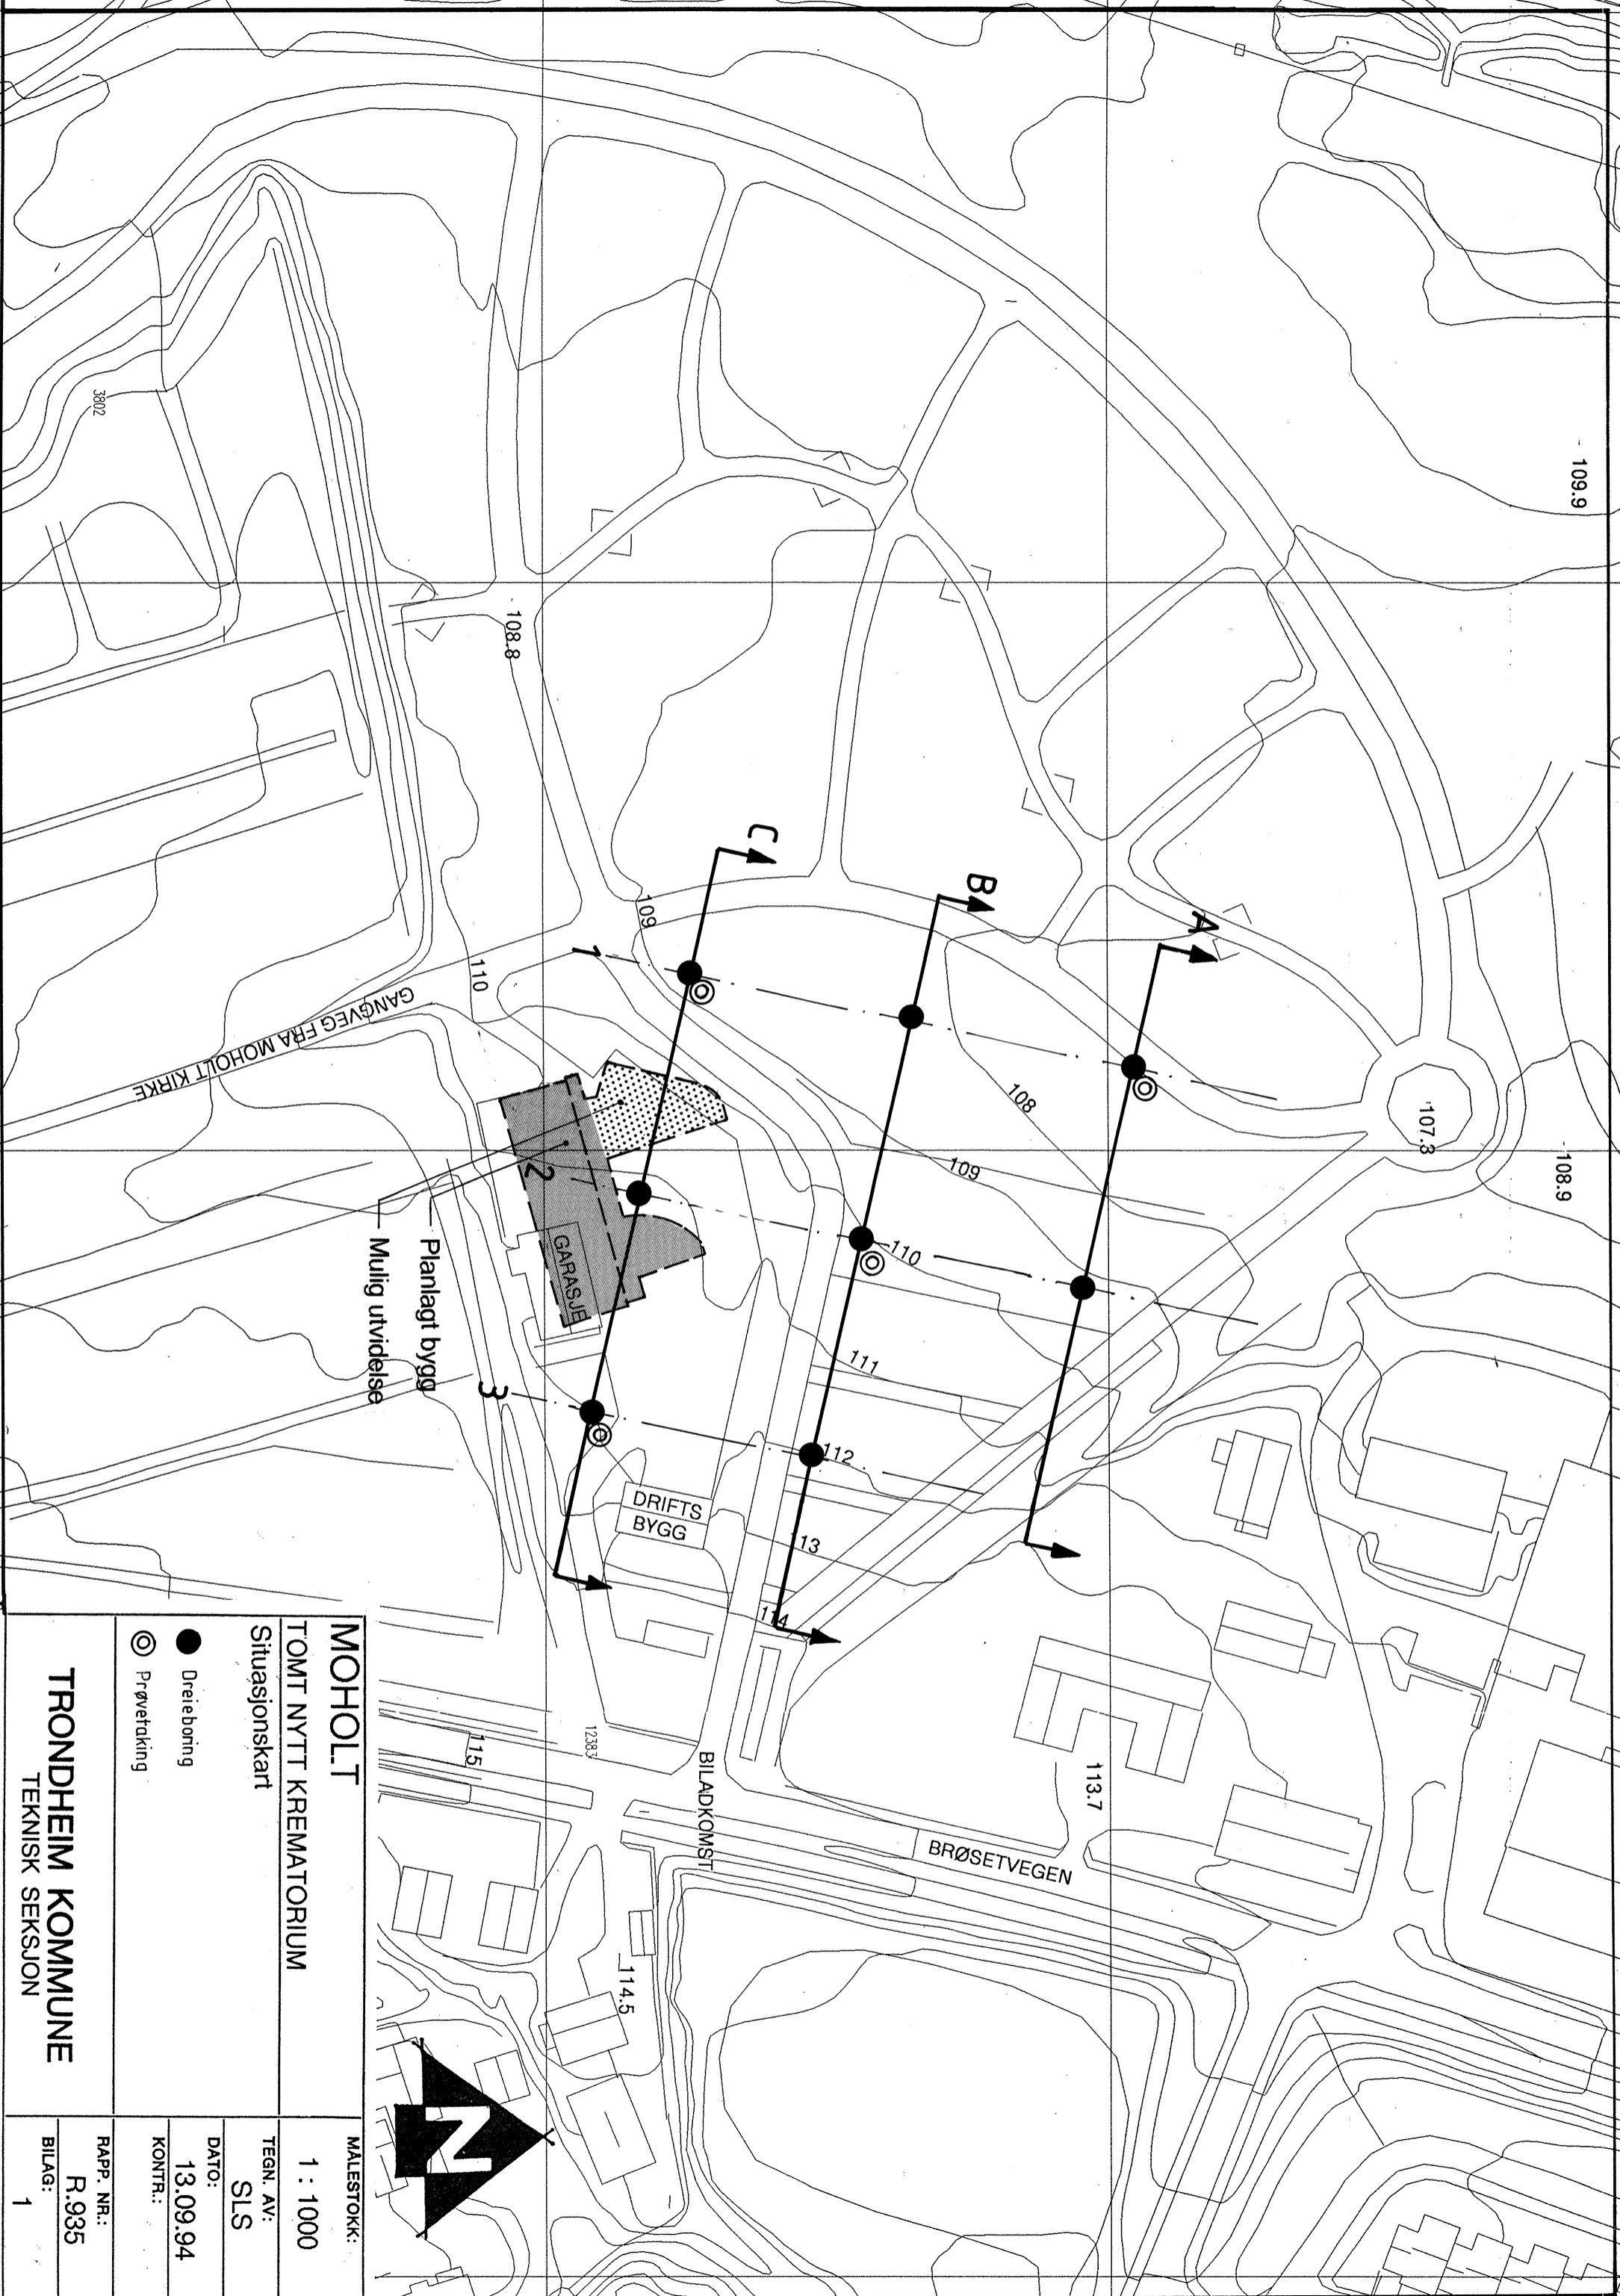 109.9
3802
108.8
C
B
A
109
1
110
GANGVEG FRA MOHOLT KIRKE
108
107.3
108.9
109
2
110
GARASJE
Planlagt bygg
Mulig utvidelse
111
3
112
DRIFTS
BYGG
13
114
115
12383
BILADKOMST
113.7
BRØSETVEGEN
114.5
N
MOHOLT
TOMT NYTT KREMATORIUM
Situasjonskart
Dreieboring
Prøvetaking
TRONDHEIM KOMMUNE
TEKNISK SEKSJON
MÅLESTOKK:
1 : 1000
TEGN. AV:
SLS
DATO:
13.09.94
KONTR.:
RAPP. NR.:
R.935
BILAG:
1